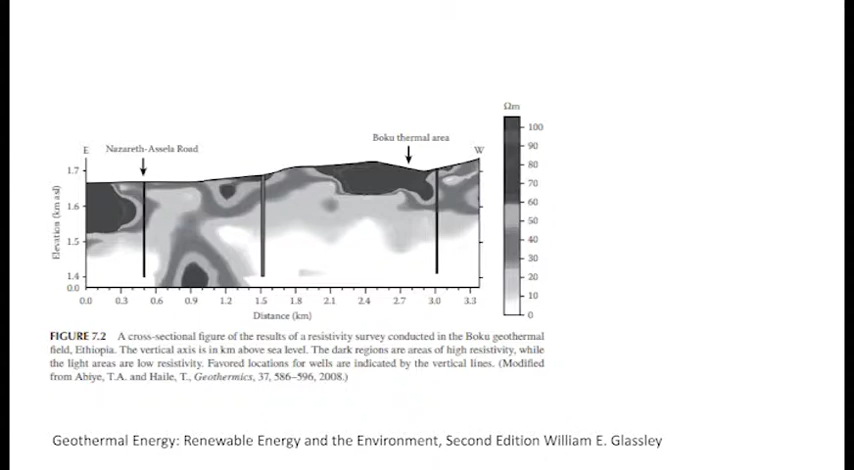 Ωm
Boku thermal area
E Nazareth-Assela Road W
100
90
80
70
60
50
40
30
20
10
0
Elevation (km asl)
1.7
1.6
1.5
1.4
0.0
0.0 0.3 0.6 0.9 1.2 1.5 1.8 2.1 2.4 2.7 3.0 3.3
Distance (km)
FIGURE 7.2 A cross-sectional figure of the results of a resistivity survey conducted in the Boku geothermal
field, Ethiopia. The vertical axis is in km above sea level. The dark regions are areas of high resistivity, while
the light areas are low resistivity. Favored locations for wells are indicated by the vertical lines. (Modified
from Abiye, T.A. and Haile, T., Geothermics, 37, 586–596, 2008.)
Geothermal Energy: Renewable Energy and the Environment, Second Edition William E. Glassley